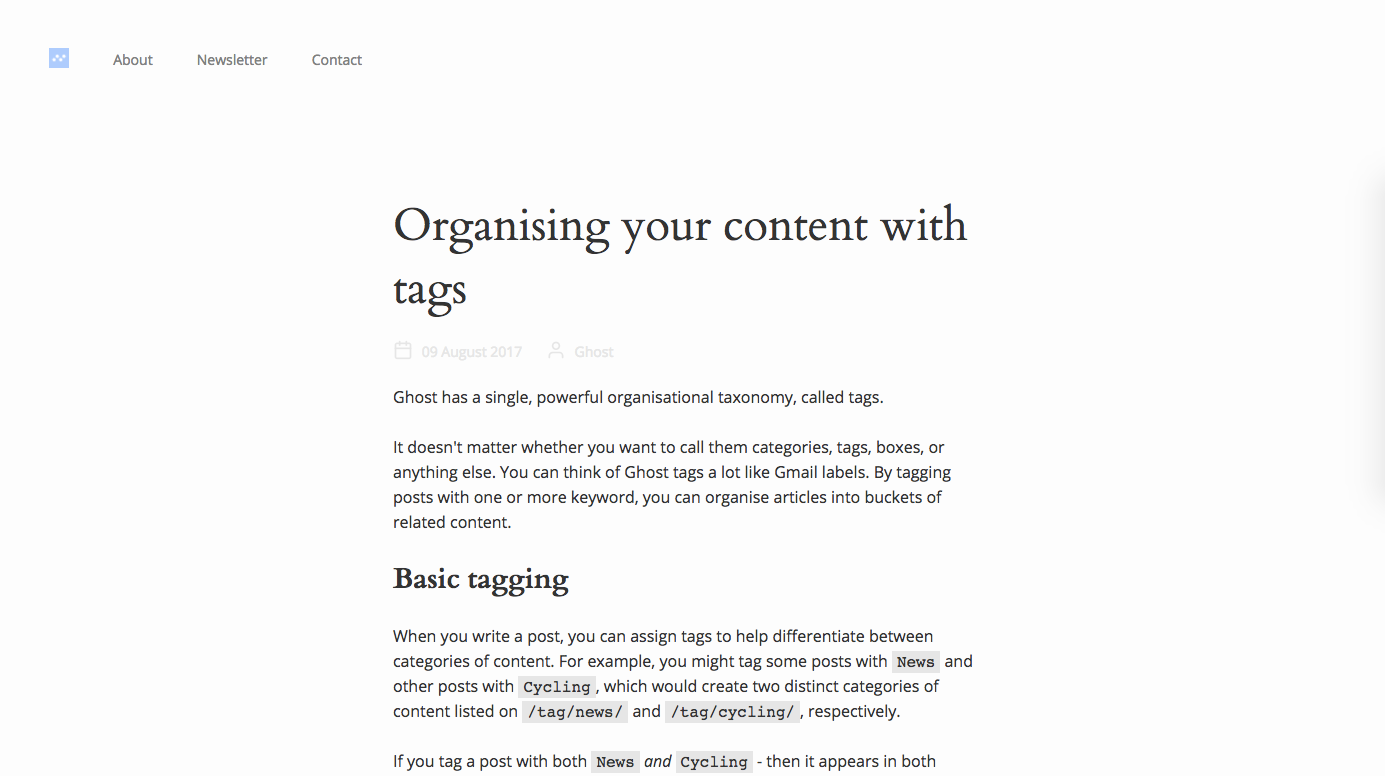 About Newsletter Contact
Organising your content with
tags
09 August 2017 Ghost
Ghost has a single, powerful organisational taxonomy, called tags.
It doesn't matter whether you want to call them categories, tags, boxes, or
anything else. You can think of Ghost tags a lot like Gmail labels. By tagging
posts with one or more keyword, you can organise articles into buckets of
related content.
Basic tagging
When you write a post, you can assign tags to help differentiate between
categories of content. For example, you might tag some posts with News and
other posts with Cycling, which would create two distinct categories of
content listed on /tag/news/ and /tag/cycling/, respectively.
If you tag a post with both News and Cycling - then it appears in both